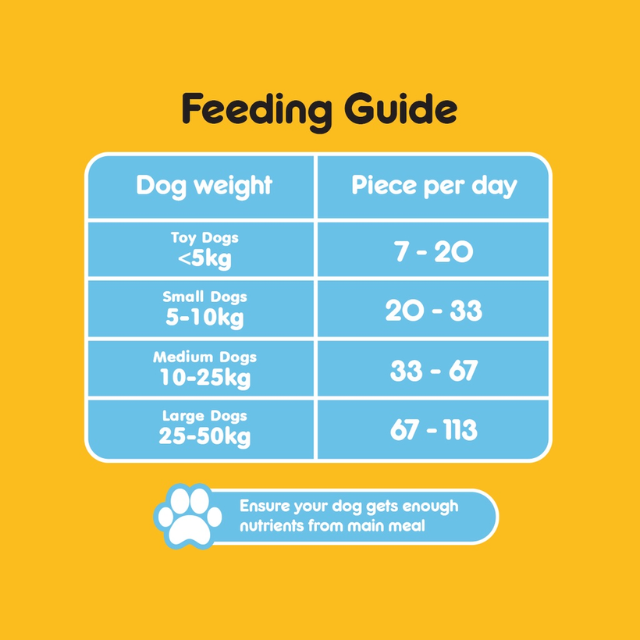 Feeding Guide
Dog weight
Piece per day
Toy Dogs
<5kg
7 - 20
Small Dogs
5-10kg
20 - 33
Medium Dogs
10-25kg
33 - 67
Large Dogs
25-50kg
67 - 113
Ensure your dog gets enough
nutrients from main meal